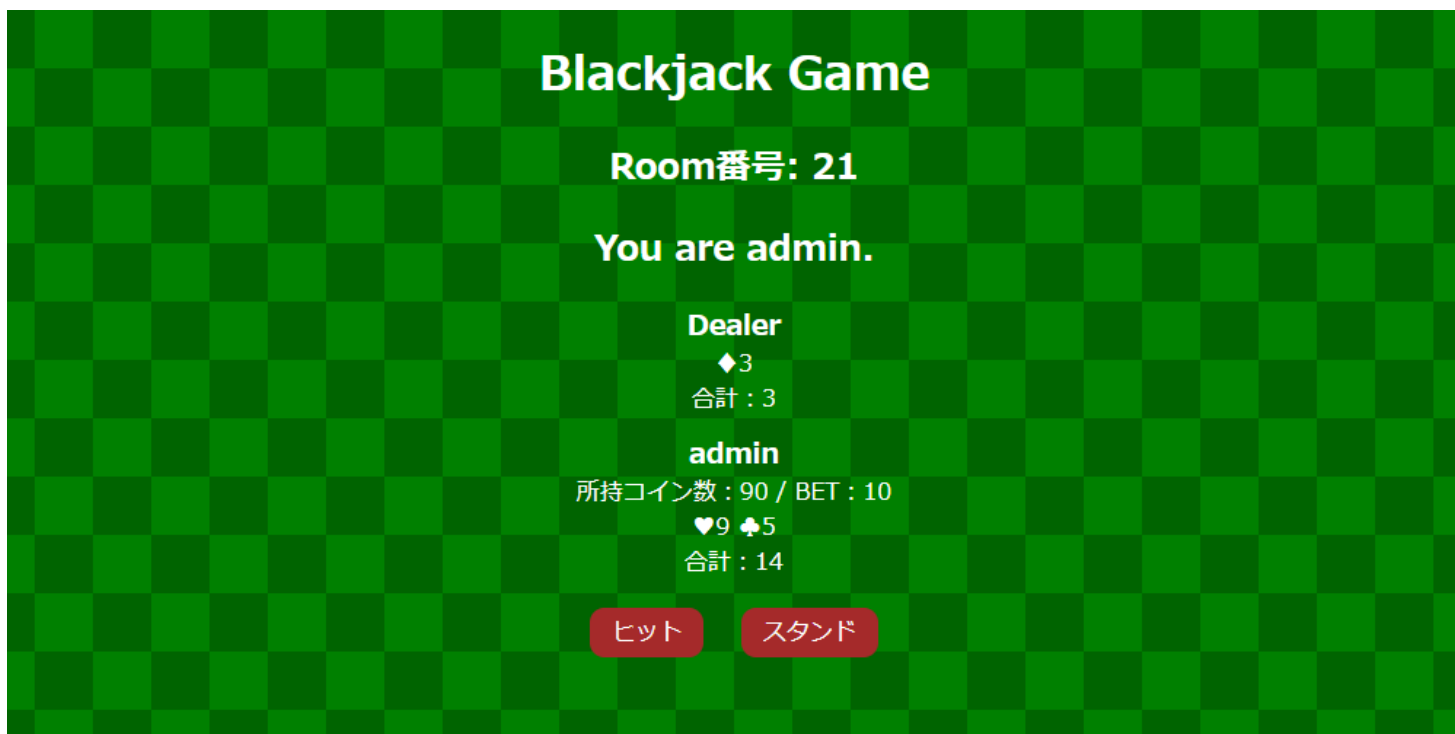 Blackjack Game
Room番号: 21
You are admin.
Dealer
♦3
合計：3
admin
所持コイン数：90 / BET：10
♥9 ♣5
合計：14
ヒット スタンド